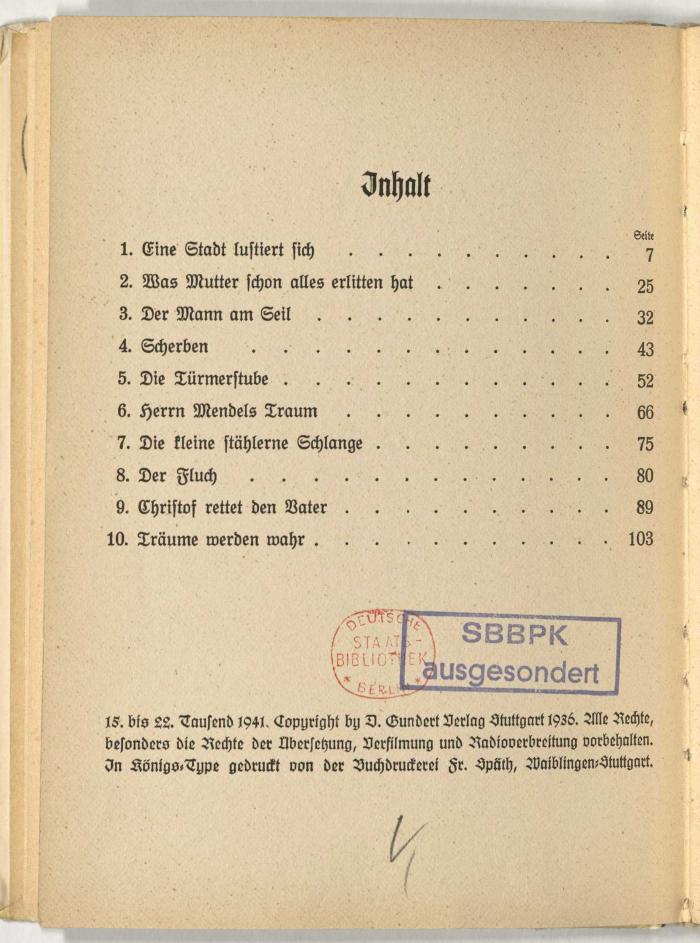 Inhalt
Seite
1. Eine Stadt lustiert sich . . . . . . . . . 7
2. Was Mutter schon alles erlitten hat . . . . . . 25
3. Der Mann am Seil . . . . . . . . . . 32
4. Scherben . . . . . . . . . . . . 43
5. Die Türmerstube . . . . . . . . . . . 52
6. Herrn Mendels Traum . . . . . . . . . 66
7. Die kleine stählerne Schlange . . . . . . . . 75
8. Der Fluch . . . . . . . . . . . . 80
9. Christof rettet den Vater . . . . . . . . . 89
10. Träume werden wahr . . . . . . . . . . 103
DEUTSCHE
STAATS-
BIBLIOTHEK
* BERLIN *
SBBPK
ausgesondert
15. bis 22. Tausend 1941. Copyright by D. Gundert Verlag Stuttgart 1936. Alle Rechte,
besonders die Rechte der Übersetzung, Verfilmung und Radioverbreitung vorbehalten.
In Königs-Type gedruckt von der Buchdruckerei Fr. Späth, Waiblingen-Stuttgart.